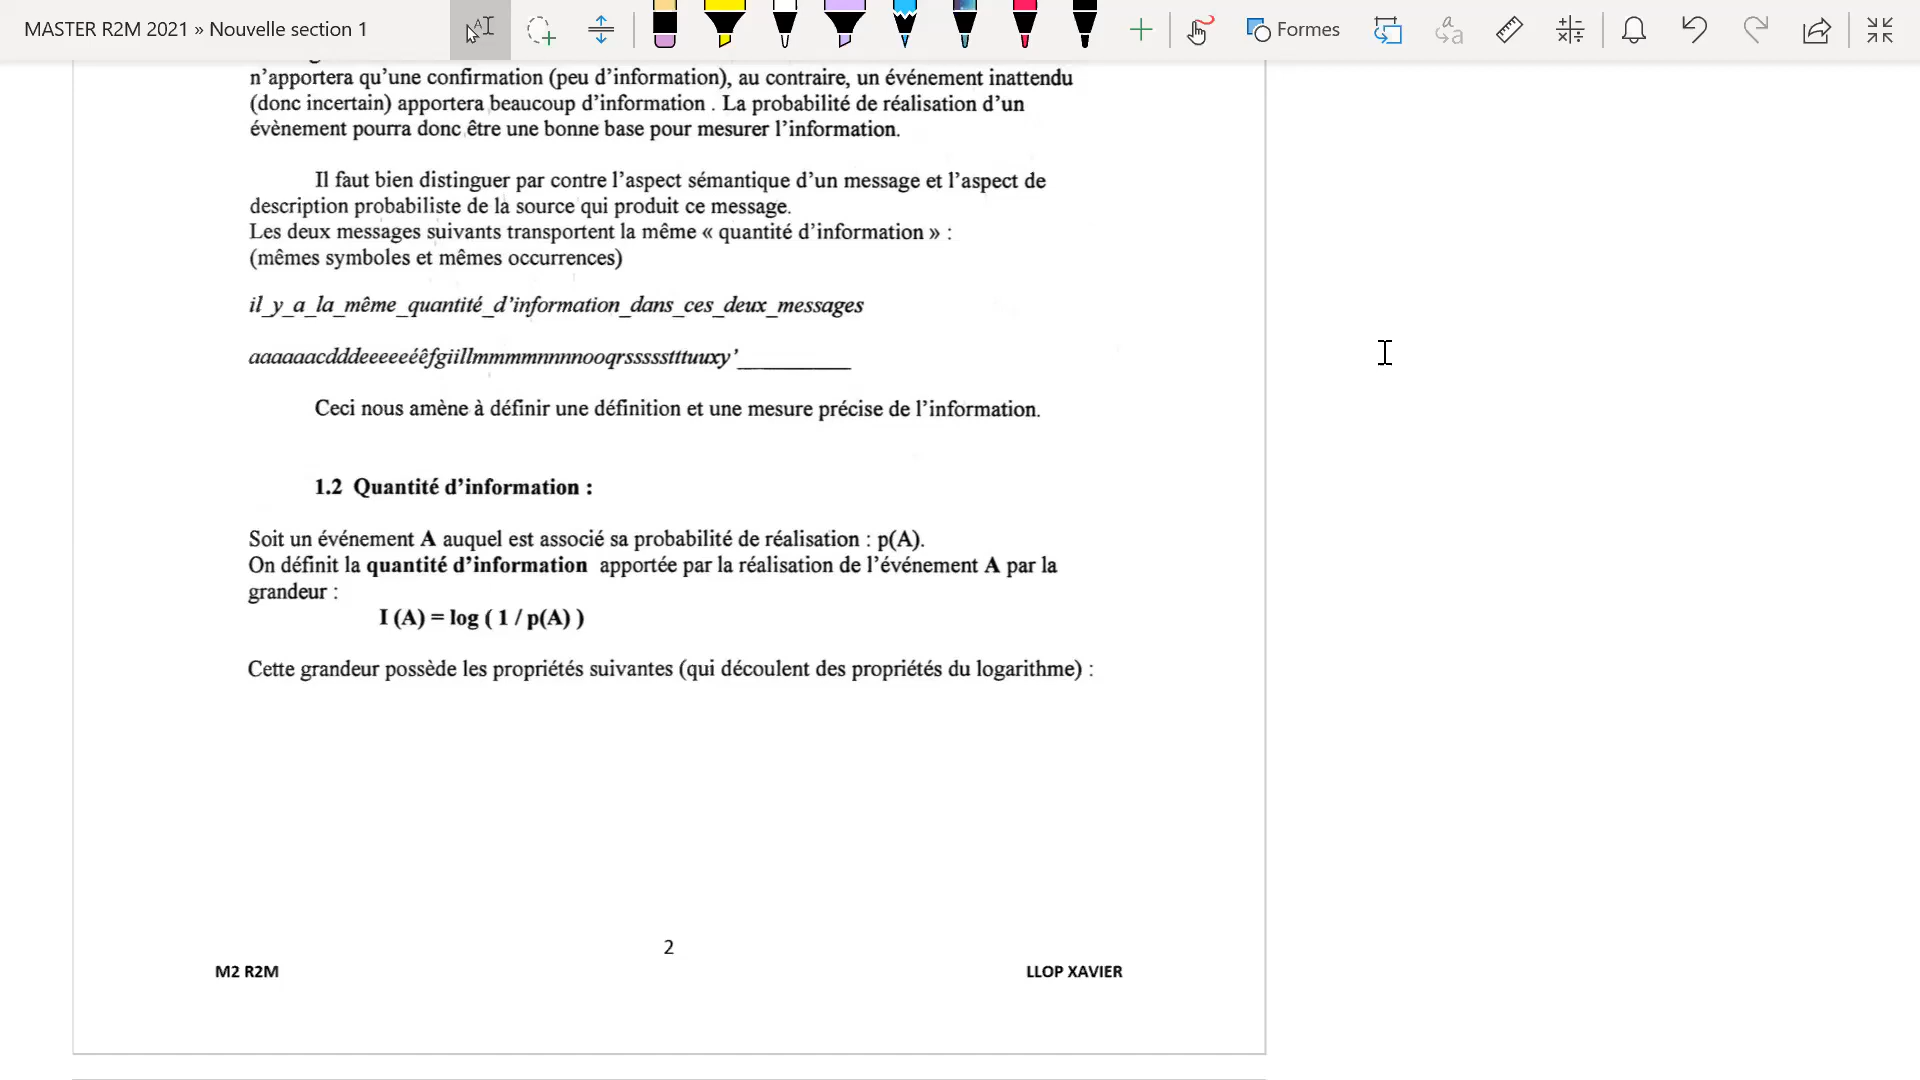 MASTER R2M 2021 » Nouvelle section 1
Formes
n’apportera qu’une confirmation (peu d’information), au contraire, un événement inattendu
(donc incertain) apportera beaucoup d’information . La probabilité de réalisation d’un
évènement pourra donc être une bonne base pour mesurer l’information.
Il faut bien distinguer par contre l’aspect sémantique d’un message et l’aspect de
description probabiliste de la source qui produit ce message.
Les deux messages suivants transportent la même « quantité d’information » :
(mêmes symboles et mêmes occurrences)
il_y_a_la_même_quantité_d’information_dans_ces_deux_messages
aaaaaacdddeeeeeéêfgiillmmmmnnnnooqrssssstttuuxy’__________
Ceci nous amène à définir une définition et une mesure précise de l’information.
1.2 Quantité d’information :
Soit un événement A auquel est associé sa probabilité de réalisation : p(A).
On définit la quantité d’information apportée par la réalisation de l’événement A par la
grandeur :
I (A) = log ( 1 / p(A) )
Cette grandeur possède les propriétés suivantes (qui découlent des propriétés du logarithme) :
2
M2 R2M
LLOP XAVIER